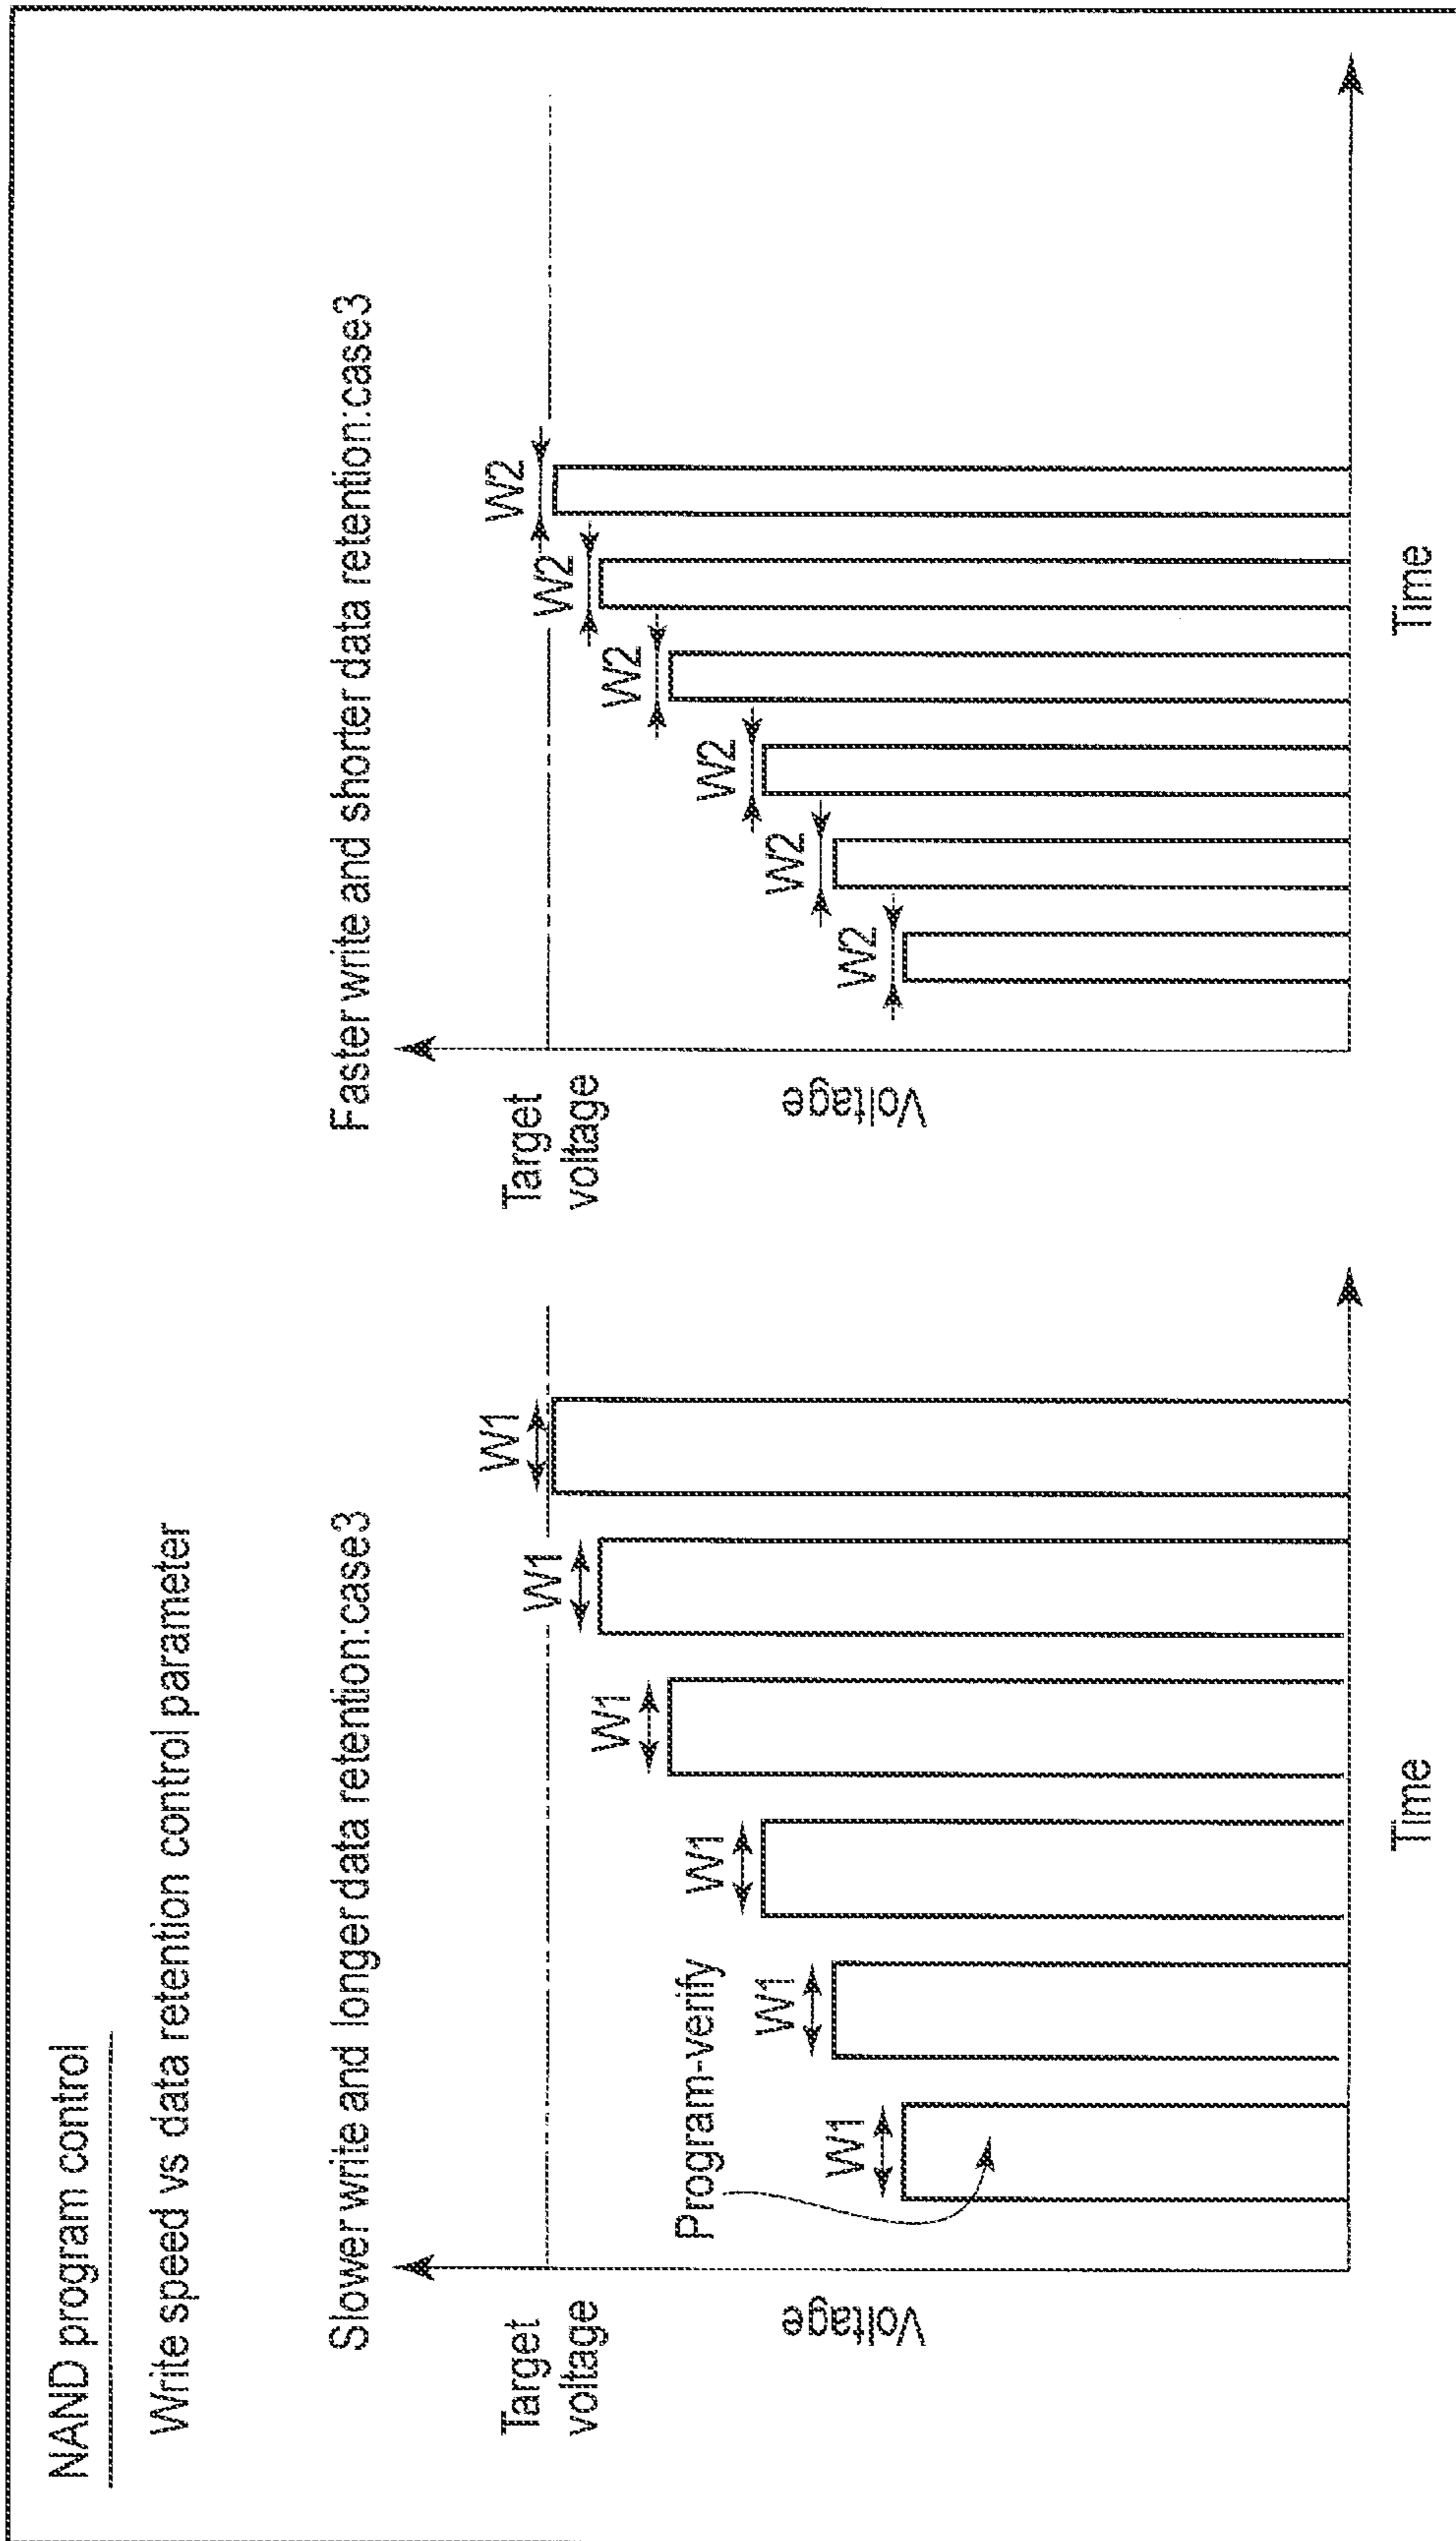 NAND program control
Write speed vs data retention control parameter
Slower write and longer data retention:case3
Target
voltage
Voltage
Program-verify
W1
W1
W1
W1
W1
W1
Time
Faster write and shorter data retention:case3
Target
voltage
Voltage
W2
W2
W2
W2
W2
W2
Time